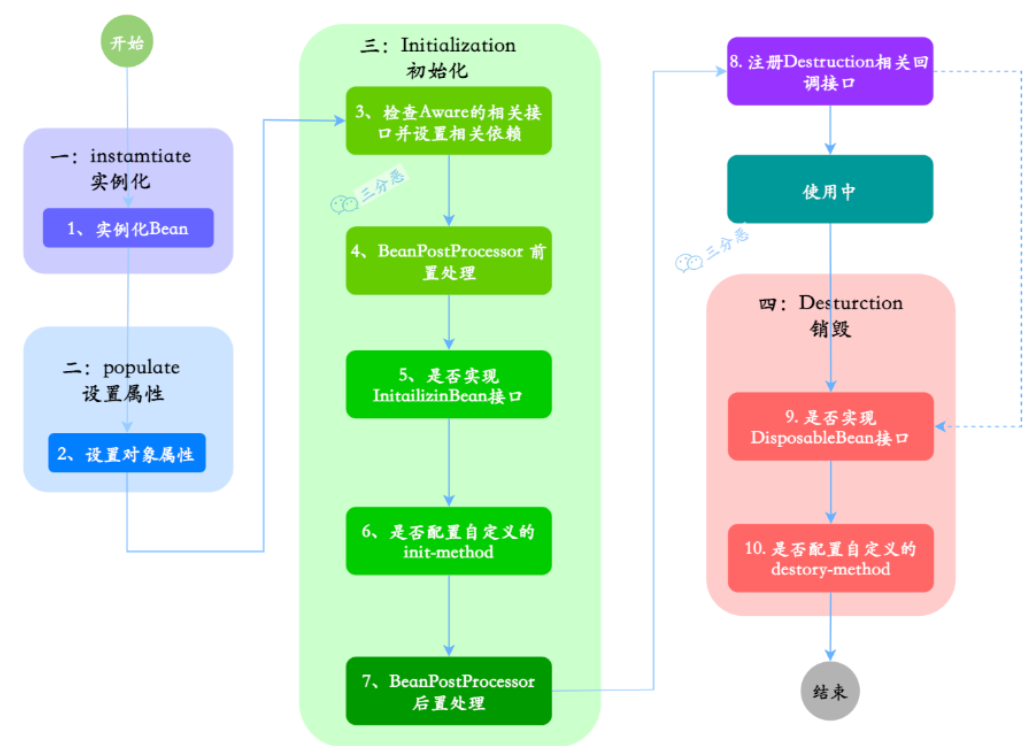 开始
一：instamtiate
实例化
1、实例化Bean
二：populate
设置属性
2、设置对象属性
三：Initialization
初始化
3、检查Aware的相关接
口并设置相关依赖
三分恶
4、BeanPostProcessor 前
置处理
5、是否实现
InitailizinBean接口
6、是否配置自定义的
init-method
7、BeanPostProcessor
后置处理
8. 注册Destruction相关回
调接口
使用中
三分恶
四：Desturction
销毁
9. 是否实现
DisposableBean接口
10. 是否配置自定义的
destory-method
结束